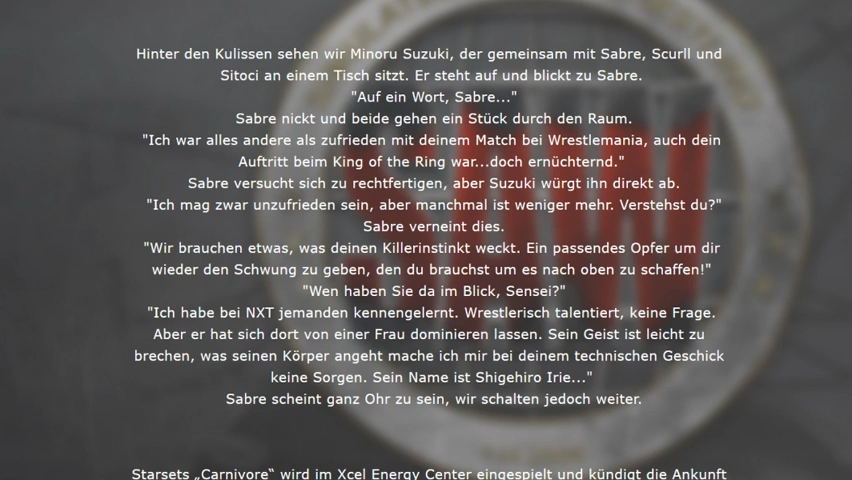 Hinter den Kulissen sehen wir Minoru Suzuki, der gemeinsam mit Sabre, Scurll und
Sitoci an einem Tisch sitzt. Er steht auf und blickt zu Sabre.
"Auf ein Wort, Sabre..."
Sabre nickt und beide gehen ein Stück durch den Raum.
"Ich war alles andere als zufrieden mit deinem Match bei Wrestlemania, auch dein
Auftritt beim King of the Ring war...doch ernüchternd."
Sabre versucht sich zu rechtfertigen, aber Suzuki würgt ihn direkt ab.
"Ich mag zwar unzufrieden sein, aber manchmal ist weniger mehr. Verstehst du?"
Sabre verneint dies.
"Wir brauchen etwas, was deinen Killerinstinkt weckt. Ein passendes Opfer um dir
wieder den Schwung zu geben, den du brauchst um es nach oben zu schaffen!"
"Wen haben Sie da im Blick, Sensei?"
"Ich habe bei NXT jemanden kennengelernt. Wrestlerisch talentiert, keine Frage.
Aber er hat sich dort von einer Frau dominieren lassen. Sein Geist ist leicht zu
brechen, was seinen Körper angeht mache ich mir bei deinem technischen Geschick
keine Sorgen. Sein Name ist Shigehiro Irie..."
Sabre scheint ganz Ohr zu sein, wir schalten jedoch weiter.
Starsets „Carnivore“ wird im Xcel Energy Center eingespielt und kündigt die Ankunft